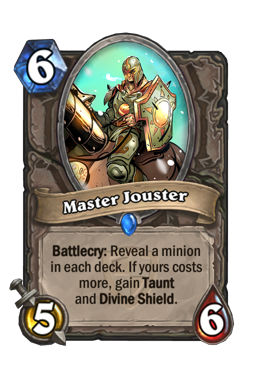 6
Master Jouster
Battlecry: Reveal a minion
in each deck. If yours costs
more, gain Taunt
and Divine Shield.
5
6